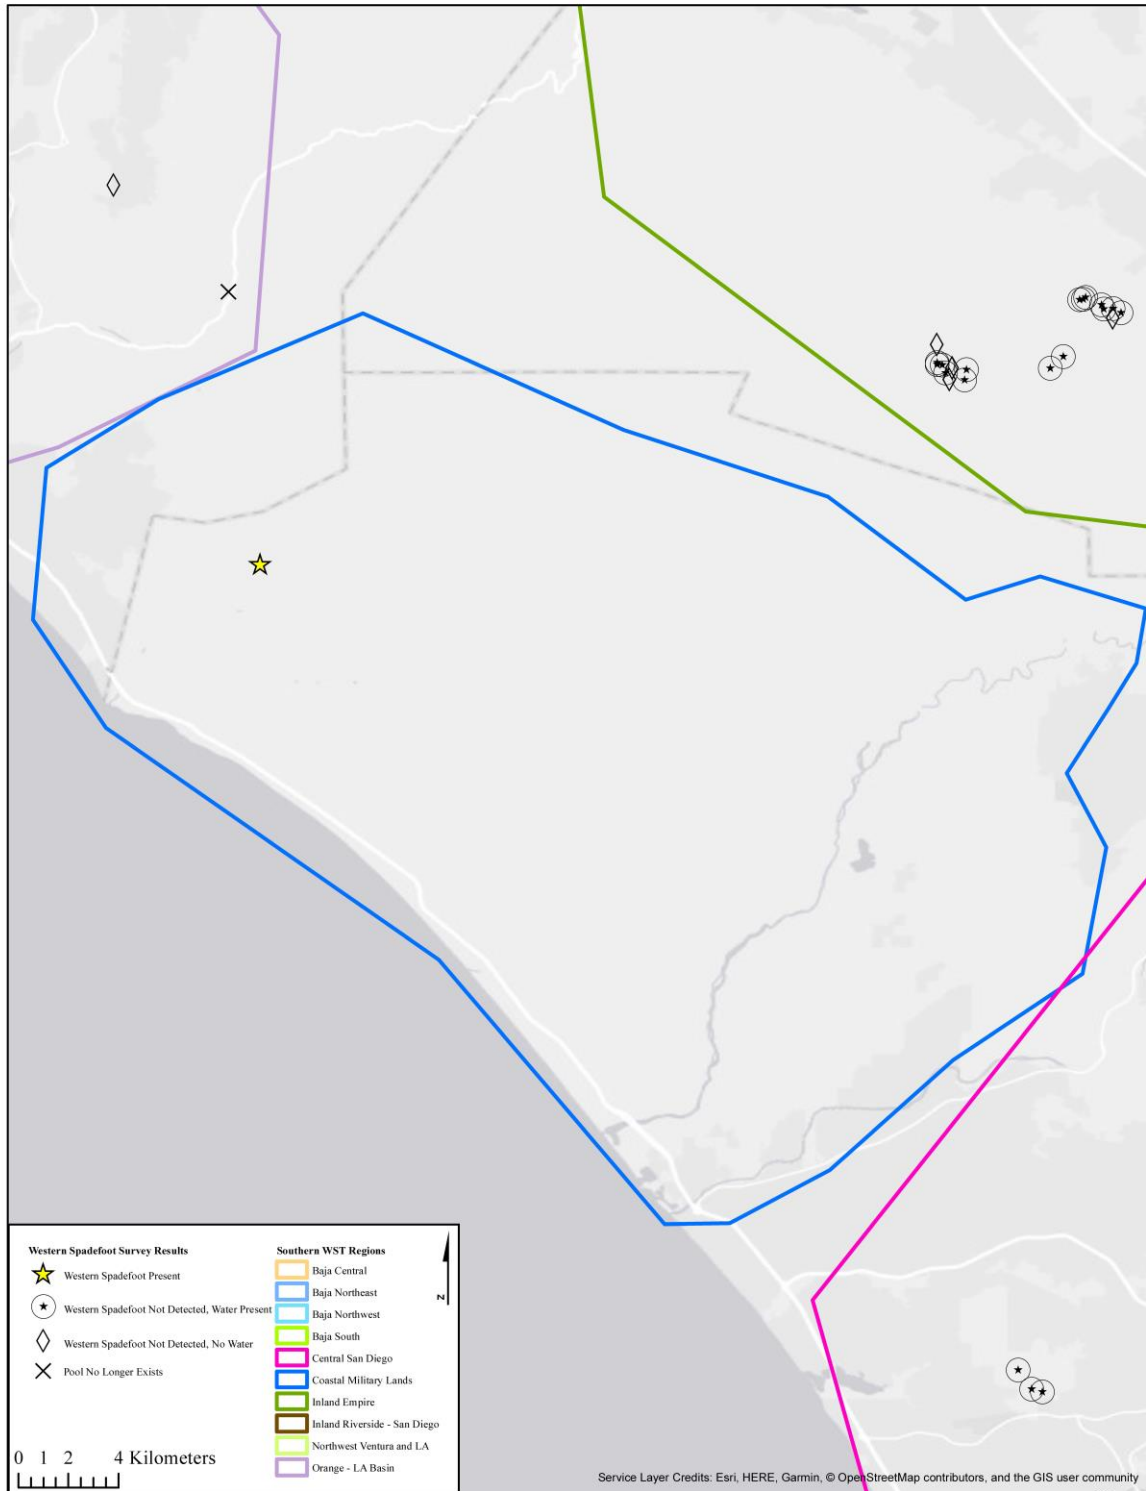 Western Spadefoot Survey Results
Western Spadefoot Present
Western Spadefoot Not Detected, Water Present
Western Spadefoot Not Detected, No Water
Pool No Longer Exists
Southern WST Regions
Baja Central
Baja Northeast
Baja Northwest
Baja South
Central San Diego
Coastal Military Lands
Inland Empire
Inland Riverside - San Diego
Northwest Ventura and LA
Orange - LA Basin
N
0 1 2 4 Kilometers
Service Layer Credits: Esri, HERE, Garmin, © OpenStreetMap contributors, and the GIS user community